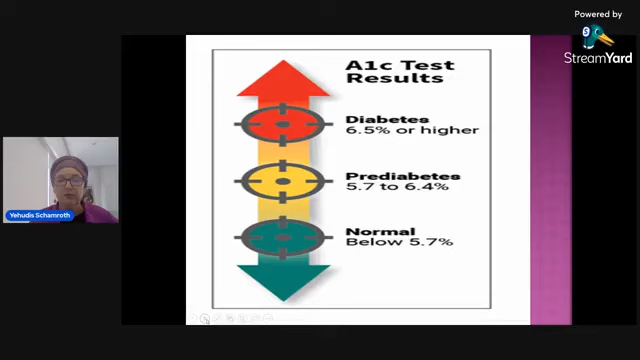 Powered by
StreamYard
A1c Test
Results
Diabetes
6.5% or higher
Prediabetes
5.7 to 6.4%
Normal
Below 5.7%
Yehudis Schamroth